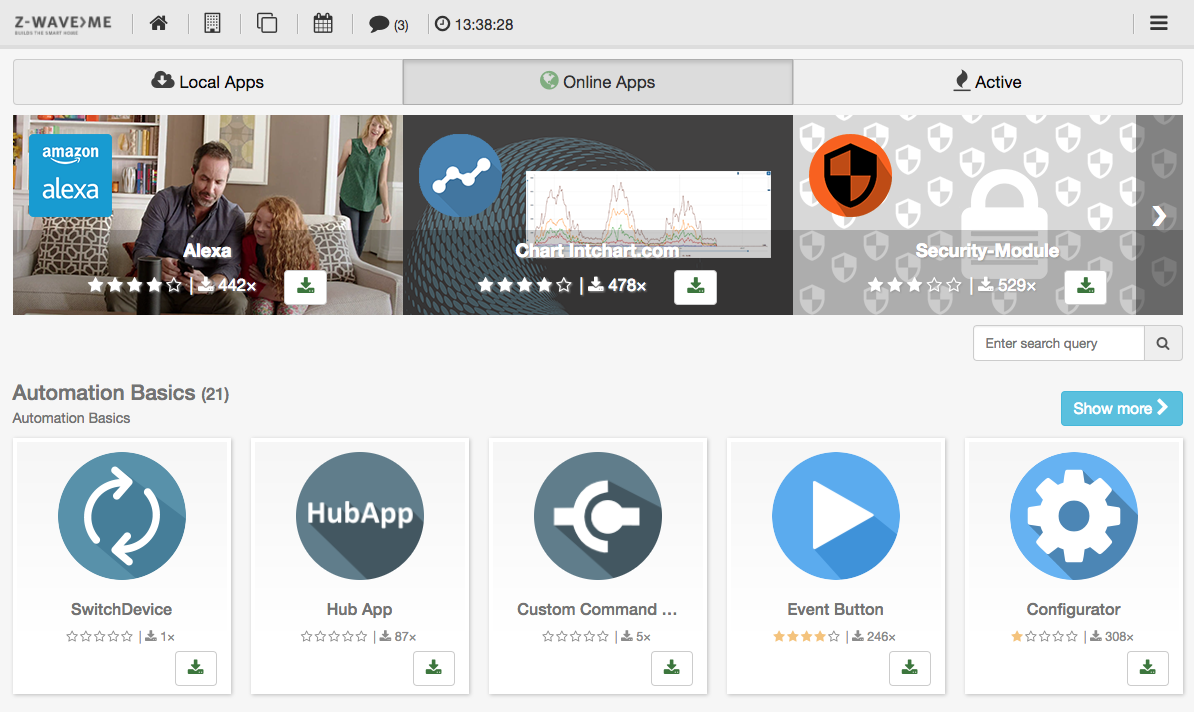 Z-WAVE>ME
BUILDS THE SMART HOME
(3)
13:38:28
Local Apps
Online Apps
Active
amazon
alexa
Alexa
| 442×
Chart Intchart.com
| 478×
Security-Module
| 529×
Enter search query
Automation Basics (21)
Automation Basics
Show more
SwitchDevice
| 1×
HubApp
Hub App
| 87×
Custom Command ...
| 5×
Event Button
| 246×
Configurator
| 308×